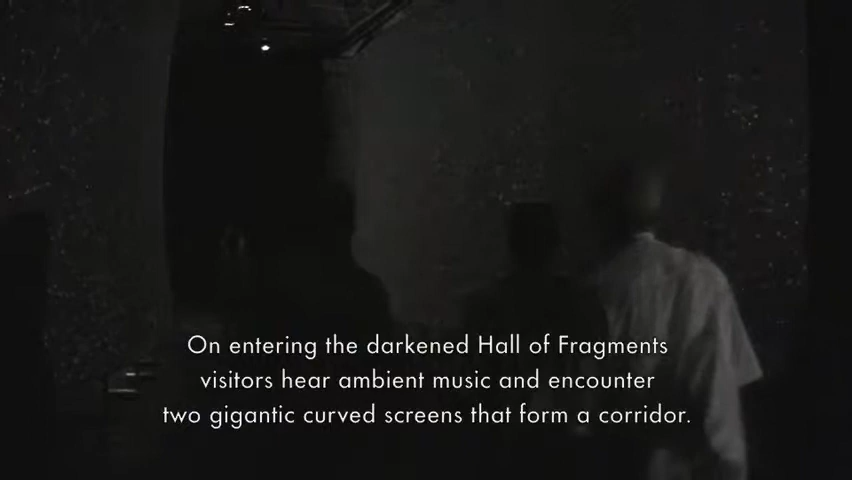 On entering the darkened Hall of Fragments
visitors hear ambient music and encounter
two gigantic curved screens that form a corridor.